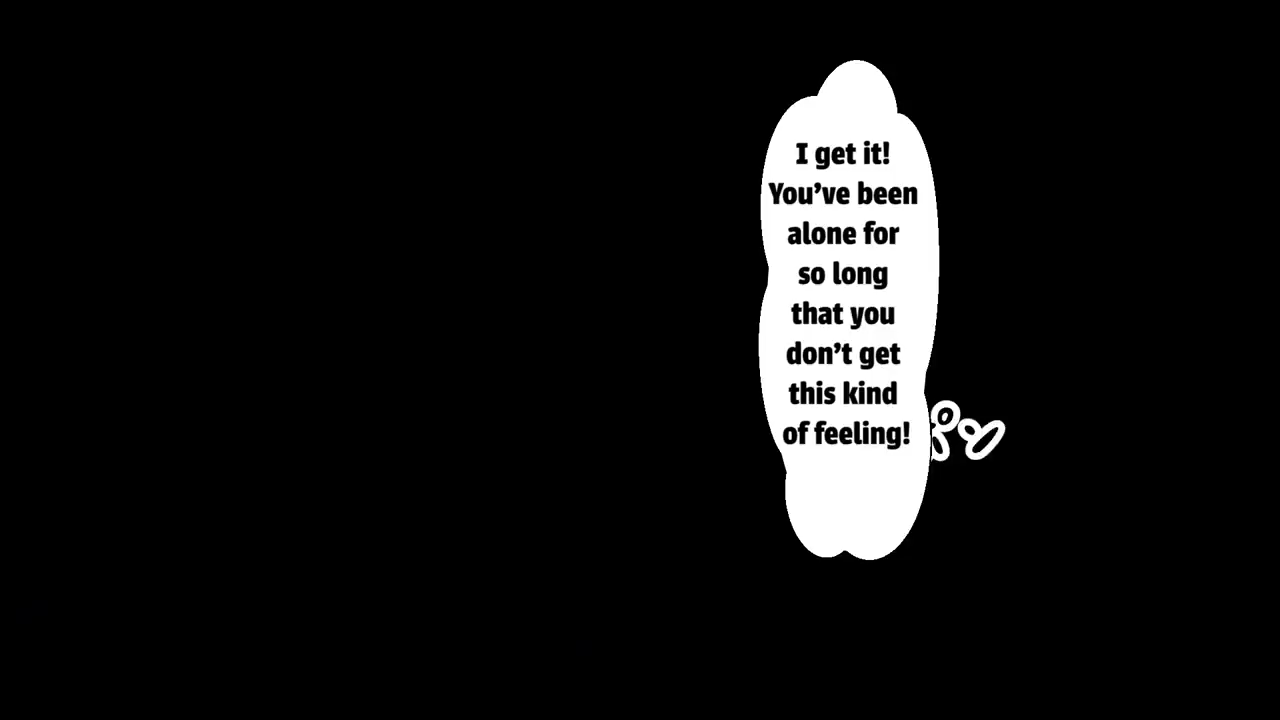 I get it!
You've been
alone for
so long
that you
don't get
this kind
of feeling!